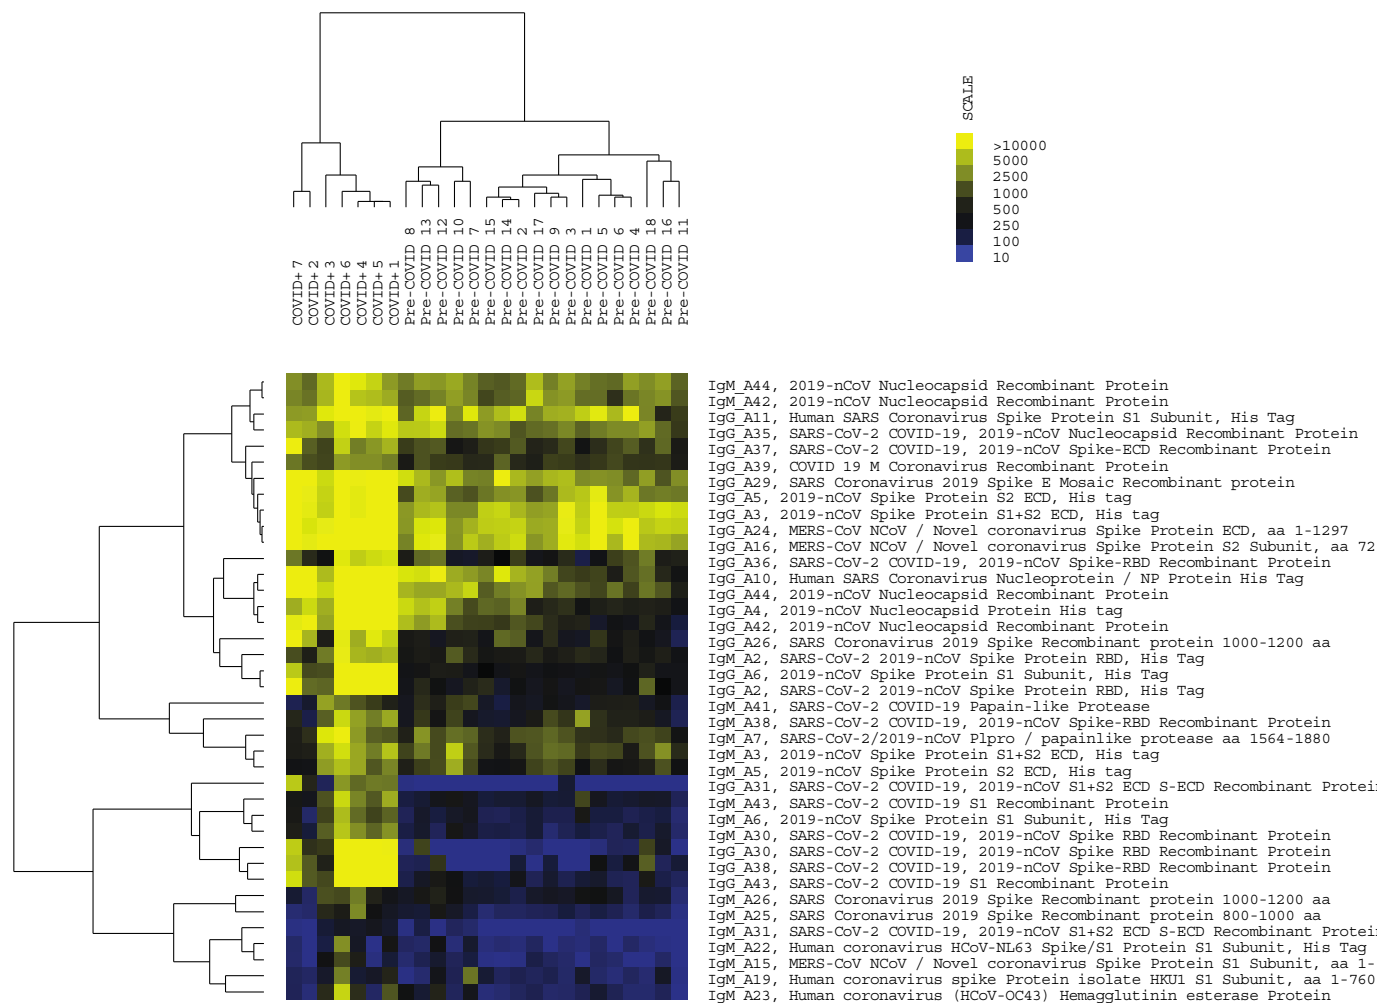 SCALE
>10000
5000
2500
1000
500
250
100
10
COVID+ 7
COVID+ 2
COVID+ 3
COVID+ 6
COVID+ 4
COVID+ 5
COVID+ 1
Pre-COVID 8
Pre-COVID 13
Pre-COVID 12
Pre-COVID 10
Pre-COVID 7
Pre-COVID 15
Pre-COVID 14
Pre-COVID 2
Pre-COVID 17
Pre-COVID 9
Pre-COVID 3
Pre-COVID 1
Pre-COVID 5
Pre-COVID 6
Pre-COVID 4
Pre-COVID 18
Pre-COVID 16
Pre-COVID 11
IgM_A44, 2019-nCoV Nucleocapsid Recombinant Protein
IgM_A42, 2019-nCoV Nucleocapsid Recombinant Protein
IgG_A11, Human SARS Coronavirus Spike Protein S1 Subunit, His Tag
IgG_A35, SARS-CoV-2 COVID-19, 2019-nCoV Nucleocapsid Recombinant Protein
IgG_A37, SARS-CoV-2 COVID-19, 2019-nCoV Spike-ECD Recombinant Protein
IgG_A39, COVID 19 M Coronavirus Recombinant Protein
IgG_A29, SARS Coronavirus 2019 Spike E Mosaic Recombinant protein
IgG_A5, 2019-nCoV Spike Protein S2 ECD, His tag
IgG_A3, 2019-nCoV Spike Protein S1+S2 ECD, His tag
IgG_A24, MERS-CoV NCoV / Novel coronavirus Spike Protein ECD, aa 1-1297
IgG_A16, MERS-CoV NCoV / Novel coronavirus Spike Protein S2 Subunit, aa 72
IgG_A36, SARS-CoV-2 COVID-19, 2019-nCoV Spike-RBD Recombinant Protein
IgG_A10, Human SARS Coronavirus Nucleoprotein / NP Protein His Tag
IgG_A44, 2019-nCoV Nucleocapsid Recombinant Protein
IgG_A4, 2019-nCoV Nucleocapsid Protein His tag
IgG_A42, 2019-nCoV Nucleocapsid Recombinant Protein
IgG_A26, SARS Coronavirus 2019 Spike Recombinant protein 1000-1200 aa
IgM_A2, SARS-CoV-2 2019-nCoV Spike Protein RBD, His Tag
IgG_A6, 2019-nCoV Spike Protein S1 Subunit, His Tag
IgG_A2, SARS-CoV-2 2019-nCoV Spike Protein RBD, His Tag
IgM_A41, SARS-CoV-2 COVID-19 Papain-like Protease
IgM_A38, SARS-CoV-2 COVID-19, 2019-nCoV Spike-RBD Recombinant Protein
IgM_A7, SARS-CoV-2/2019-nCoV Plpro / papainlike protease aa 1564-1880
IgM_A3, 2019-nCoV Spike Protein S1+S2 ECD, His tag
IgM_A5, 2019-nCoV Spike Protein S2 ECD, His tag
IgG_A31, SARS-CoV-2 COVID-19, 2019-nCoV S1+S2 ECD S-ECD Recombinant Protein
IgM_A43, SARS-CoV-2 COVID-19 S1 Recombinant Protein
IgM_A6, 2019-nCoV Spike Protein S1 Subunit, His Tag
IgM_A30, SARS-CoV-2 COVID-19, 2019-nCoV Spike RBD Recombinant Protein
IgG_A30, SARS-CoV-2 COVID-19, 2019-nCoV Spike RBD Recombinant Protein
IgG_A38, SARS-CoV-2 COVID-19, 2019-nCoV Spike-RBD Recombinant Protein
IgG_A43, SARS-CoV-2 COVID-19 S1 Recombinant Protein
IgM_A26, SARS Coronavirus 2019 Spike Recombinant protein 1000-1200 aa
IgM_A25, SARS Coronavirus 2019 Spike Recombinant protein 800-1000 aa
IgM_A31, SARS-CoV-2 COVID-19, 2019-nCoV S1+S2 ECD S-ECD Recombinant Protein
IgM_A22, Human coronavirus HCoV-NL63 Spike/S1 Protein S1 Subunit, His Tag
IgM_A15, MERS-CoV NCoV / Novel coronavirus Spike Protein S1 Subunit, aa 1-
IgM_A19, Human coronavirus spike Protein isolate HKU1 S1 Subunit, aa 1-760
IgM_A23, Human coronavirus (HCoV-OC43) Hemagglutinin esterase Protein